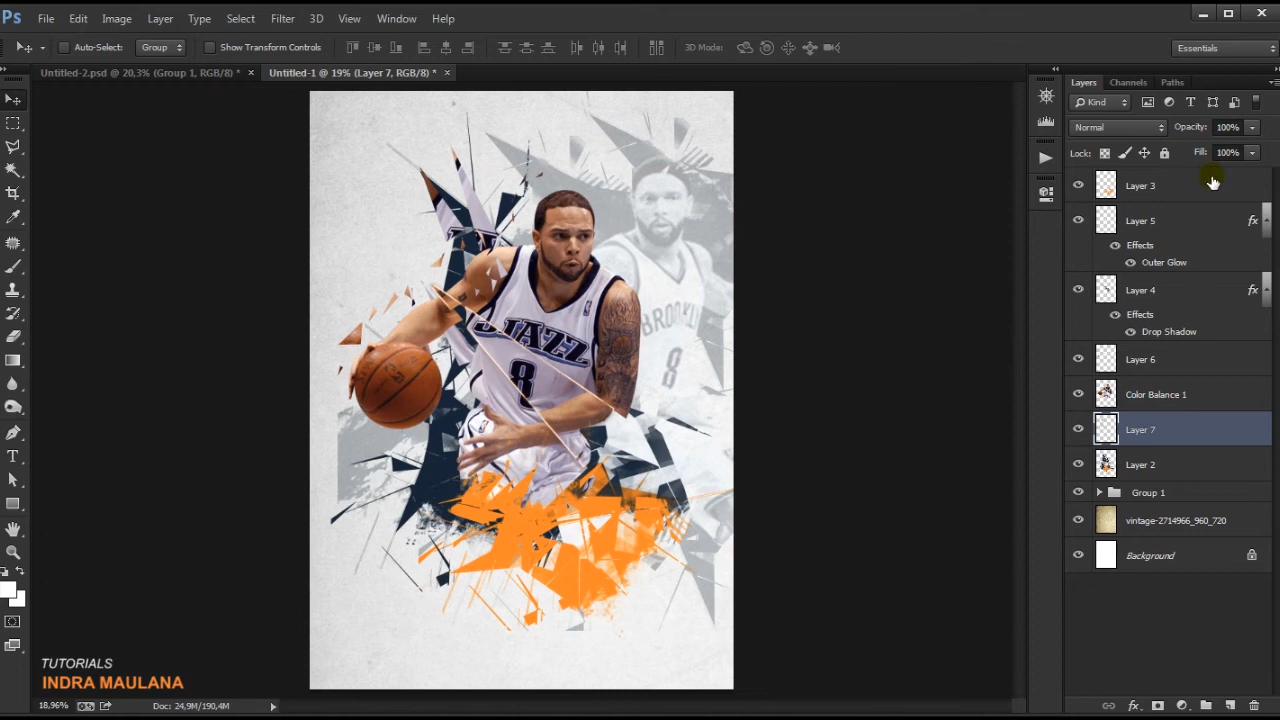 Ps File Edit Image Layer Type Select Filter 3D View Window Help
Auto-Select: Group Show Transform Controls 3D Mode: Essentials
Untitled-2.psd @ 20,3% (Group 1, RGB/8) * × Untitled-1 @ 19% (Layer 7, RGB/8) * ×
Layers Channels Paths
Kind
Normal Opacity: 100%
Lock: Fill: 100%
Layer 3
Layer 5 fx
Effects
Outer Glow
Layer 4 fx
Effects
Drop Shadow
Layer 6
Color Balance 1
Layer 7
Layer 2
Group 1
vintage-2714966_960_720
Background
BROOKLYN
8
JAZZ
8
TUTORIALS
INDRA MAULANA
18,96% Doc: 24,9M/190,4M
fx